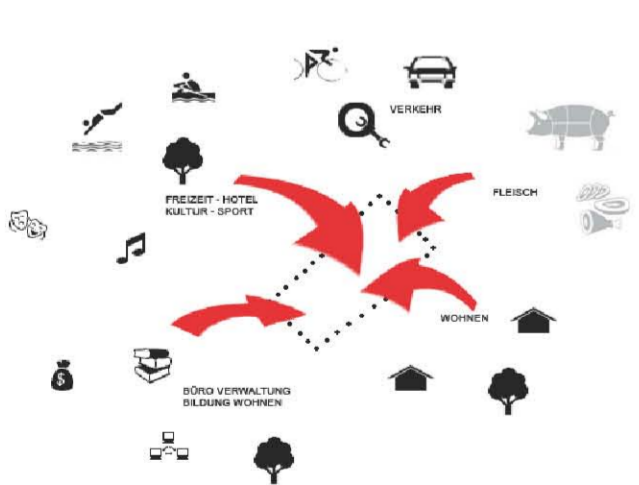 VERKEHR
FREIZEIT - HOTEL
KULTUR - SPORT
FLEISCH
WOHNEN
$
BÜRO VERWALTUNG
BILDUNG WOHNEN